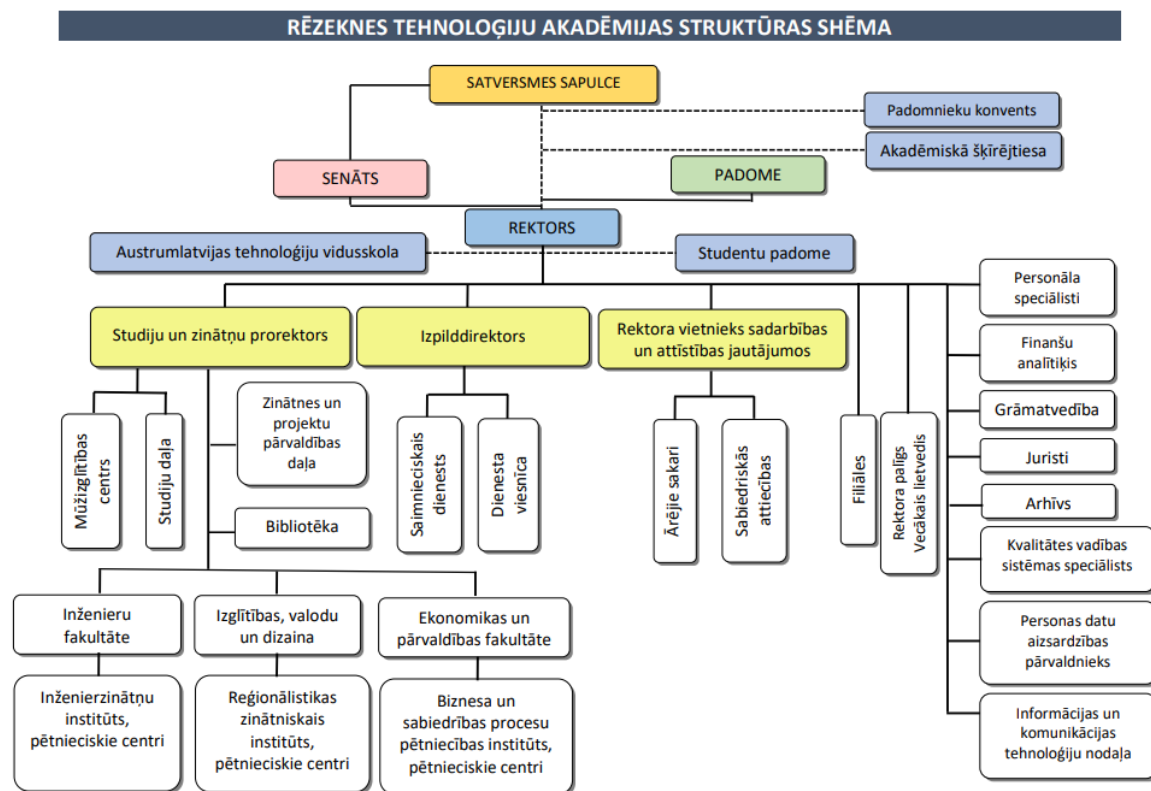 RĒZEKNES TEHNOLOĢIJU AKADĒMIJAS STRUKTŪRAS SHĒMA
SATVERSMES SAPULCE
Padomnieku konvents
Akadēmiskā šķīrējtiesa
SENĀTS
PADOME
REKTORS
Austrumlatvijas tehnoloģiju vidusskola
Studentu padome
Studiju un zinātņu prorektors
Izpilddirektors
Rektora vietnieks sadarbības
un attīstības jautājumos
Mūžizglītības
centrs
Studiju daļa
Zinātnes un
projektu
pārvaldības
daļa
Bibliotēka
Saimnieciskais
dienests
Dienesta
viesnīca
Ārējie sakari
Sabiedriskās
attiecības
Filiāles
Rektora palīgs
Vecākais lietvedis
Personāla
speciālisti
Finanšu
analītiķis
Grāmatvedība
Juristi
Arhīvs
Kvalitātes vadības
sistēmas speciālists
Personas datu
aizsardzības
pārvaldnieks
Informācijas un
komunikācijas
tehnoloģiju nodaļa
Inženieru
fakultāte
Izglītības, valodu
un dizaina
Ekonomikas un
pārvaldības fakultāte
Inženierzinātņu
institūts,
pētnieciskie centri
Reģionālistikas
zinātniskais
institūts,
pētnieciskie centri
Biznesa un
sabiedrības procesu
pētniecības institūts,
pētnieciskie centri